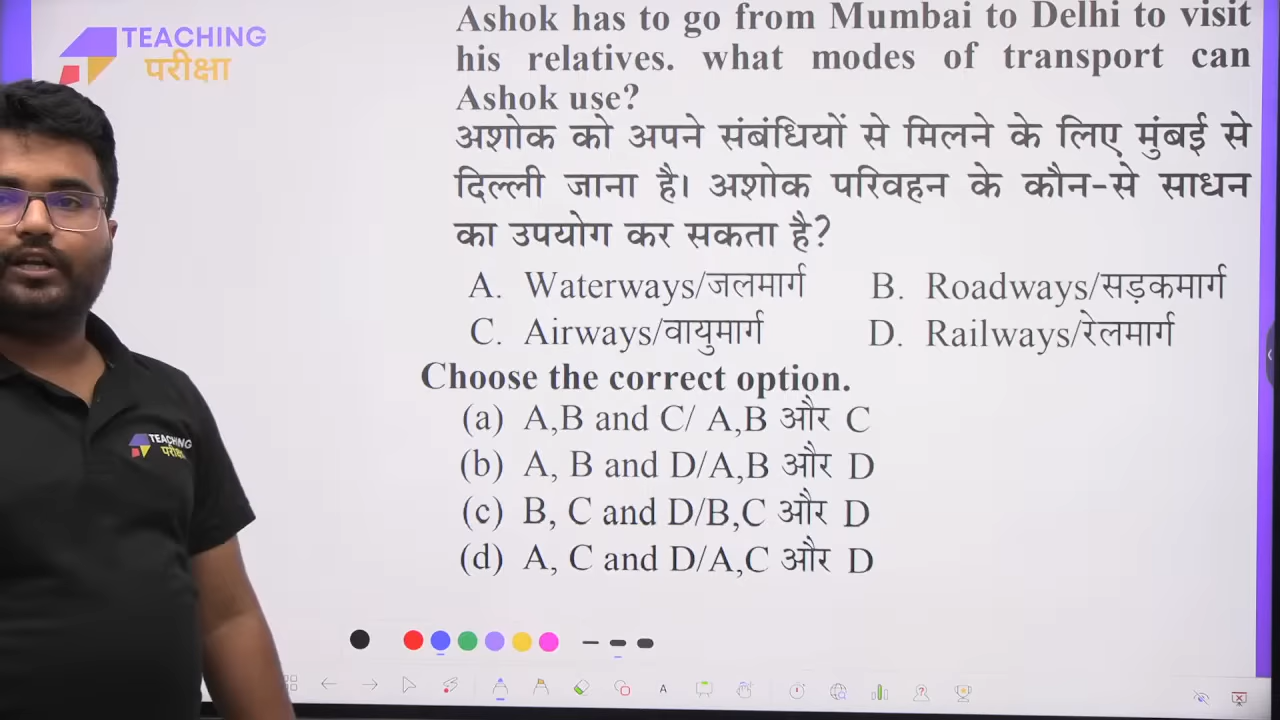 TEACHING
परीक्षा
Ashok has to go from Mumbai to Delhi to visit
his relatives. what modes of transport can
Ashok use?
अशोक को अपने संबंधियों से मिलने के लिए मुंबई से
दिल्ली जाना है। अशोक परिवहन के कौन-से साधन
का उपयोग कर सकता है?
A. Waterways/जलमार्ग B. Roadways/सड़कमार्ग
C. Airways/वायुमार्ग D. Railways/रेलमार्ग
Choose the correct option.
(a) A,B and C/ A,B और C
(b) A, B and D/A,B और D
(c) B, C and D/B,C और D
(d) A, C and D/A,C और D
TEACHING
परीक्षा
A